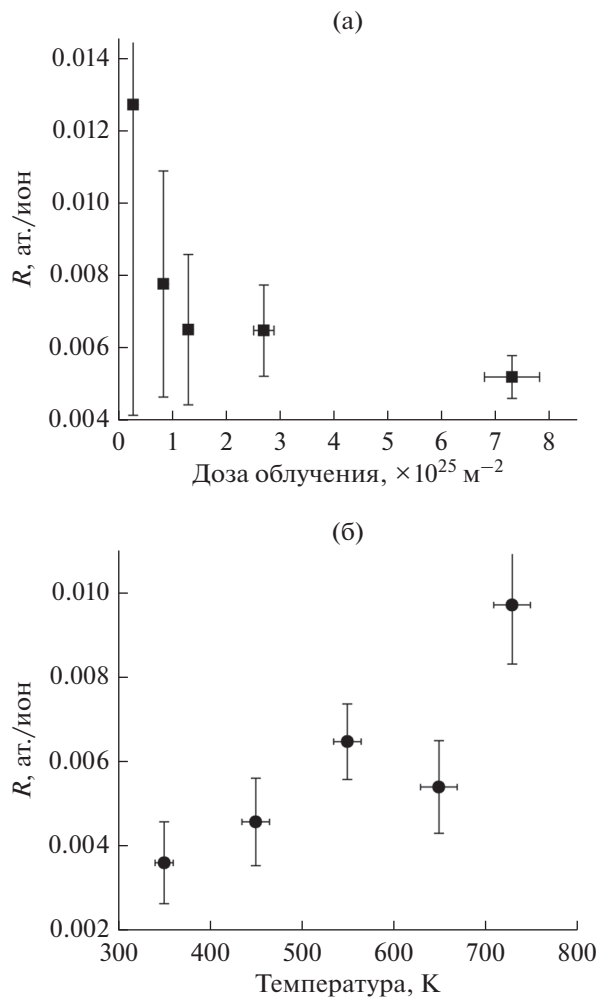 (а)
0.014
0.012
0.010
0.008
0.006
0.004
R, ат./ион
0 1 2 3 4 5 6 7 8
Доза облучения, ×10²⁵ м⁻²
(б)
0.010
0.008
0.006
0.004
0.002
R, ат./ион
300 400 500 600 700 800
Температура, K